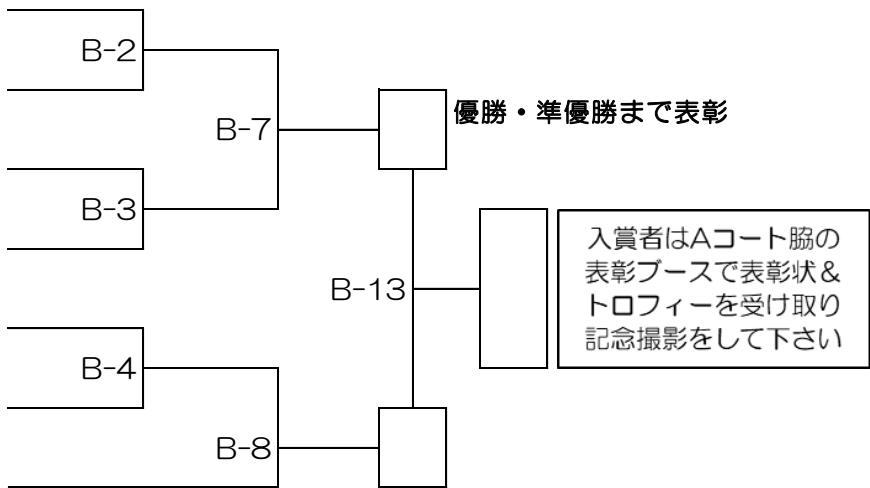 B-2
優勝・準優勝まで表彰
B-7
B-3
入賞者はAコート脇の
表彰ブースで表彰状&
トロフィーを受け取り
記念撮影をして下さい
B-13
B-4
B-8